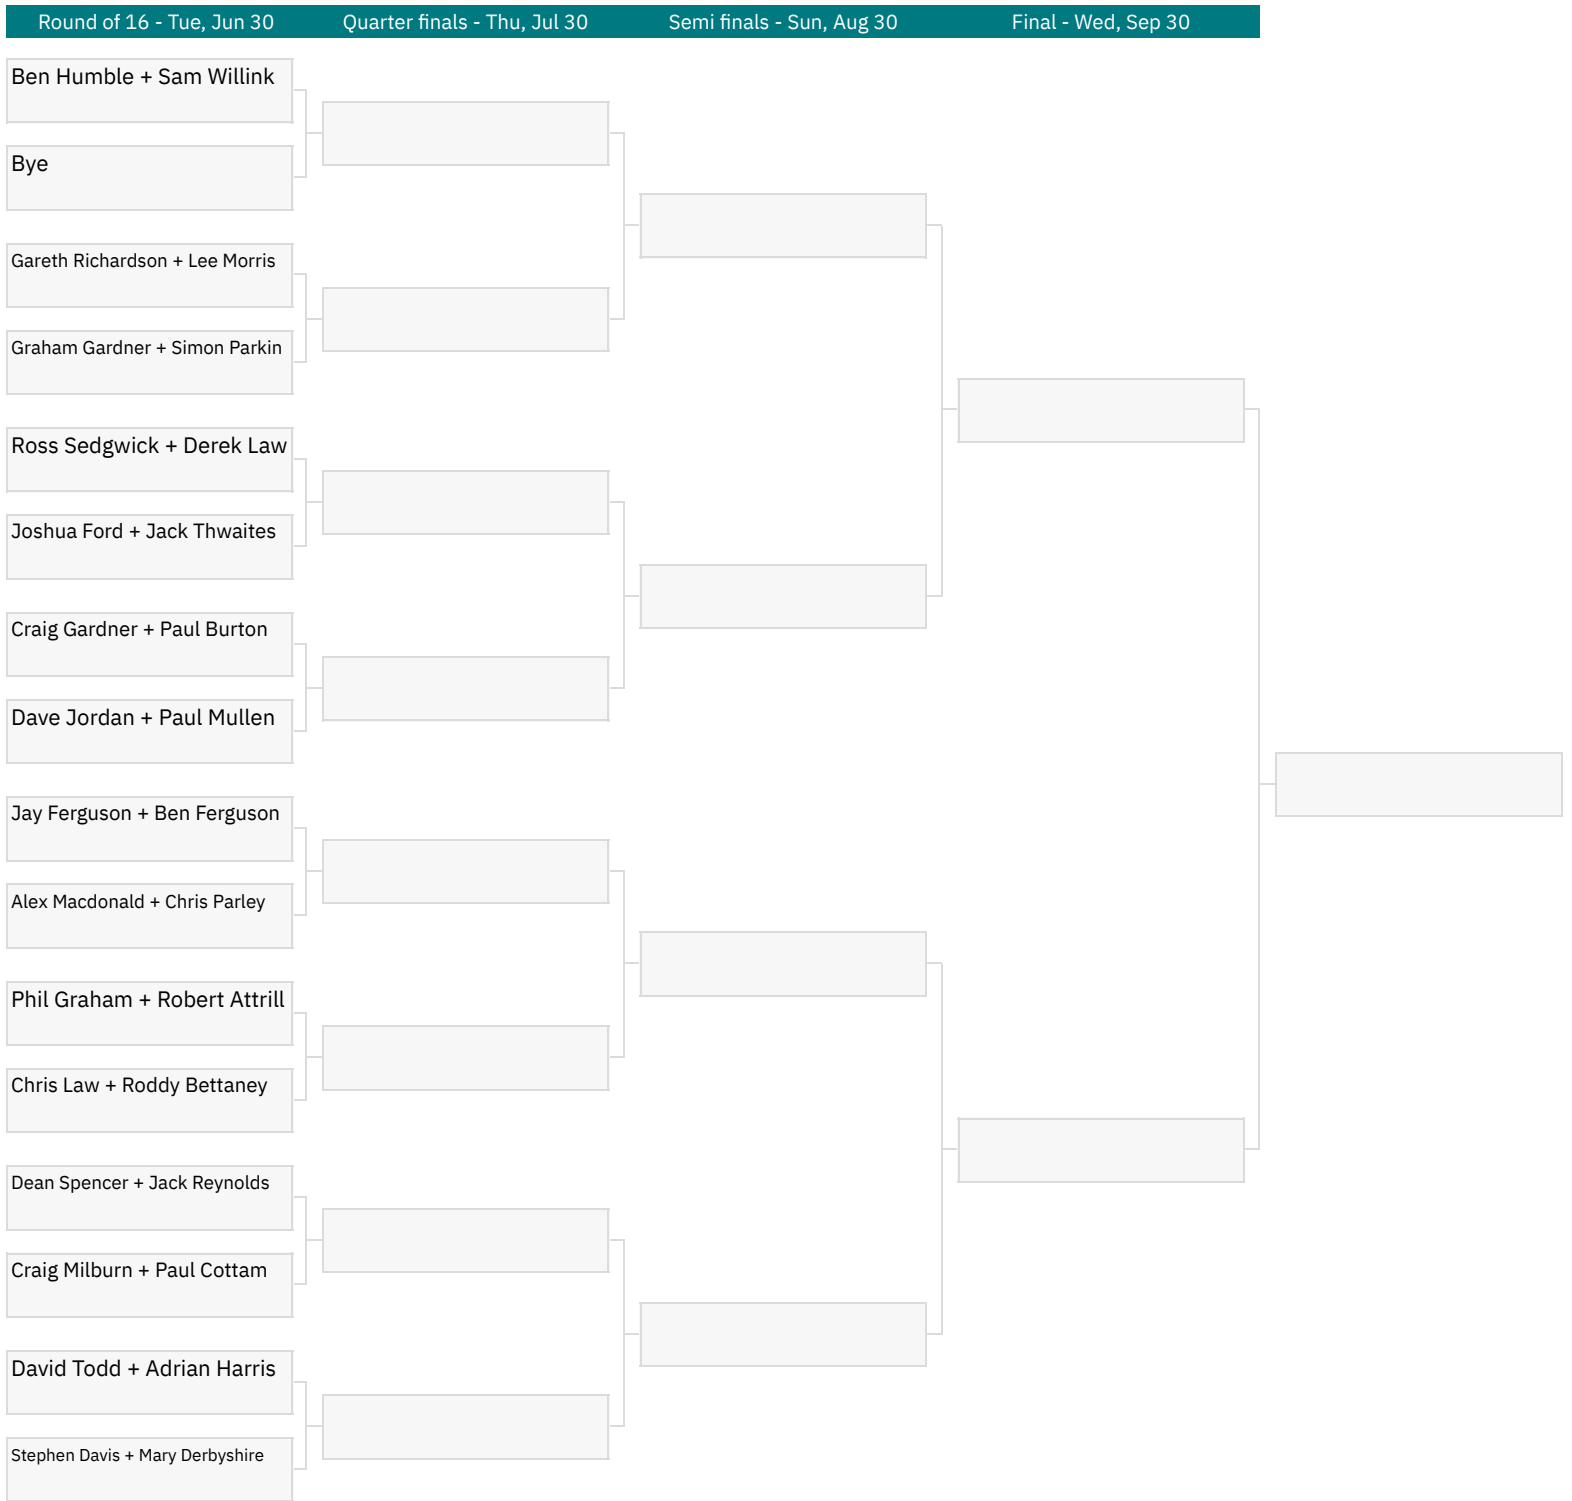 Round of 16 - Tue, Jun 30
Quarter finals - Thu, Jul 30
Semi finals - Sun, Aug 30
Final - Wed, Sep 30
Ben Humble + Sam Willink
Bye
Gareth Richardson + Lee Morris
Graham Gardner + Simon Parkin
Ross Sedgwick + Derek Law
Joshua Ford + Jack Thwaites
Craig Gardner + Paul Burton
Dave Jordan + Paul Mullen
Jay Ferguson + Ben Ferguson
Alex Macdonald + Chris Parley
Phil Graham + Robert Attrill
Chris Law + Roddy Bettaney
Dean Spencer + Jack Reynolds
Craig Milburn + Paul Cottam
David Todd + Adrian Harris
Stephen Davis + Mary Derbyshire